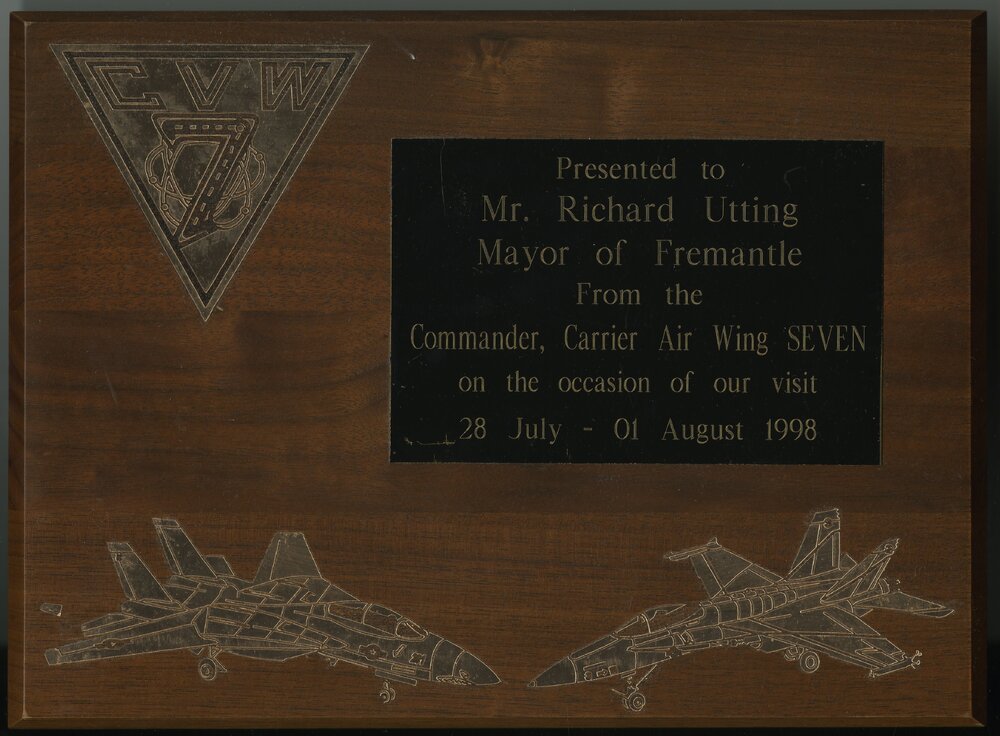 CVW
7
Presented to
Mr. Richard Utting
Mayor of Fremantle
From the
Commander, Carrier Air Wing SEVEN
on the occasion of our visit
28 July - 01 August 1998